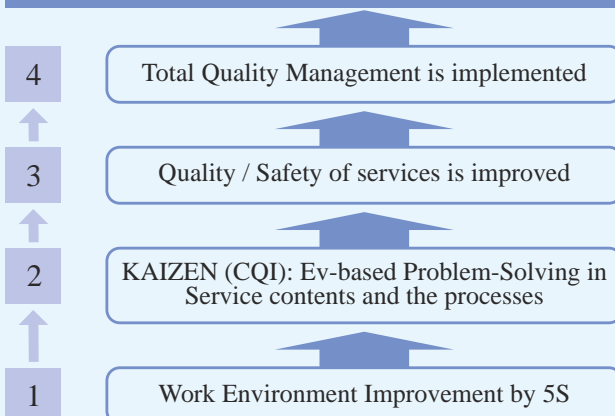 4
Total Quality Management is implemented
3
Quality / Safety of services is improved
2
KAIZEN (CQI): Ev-based Problem-Solving in
Service contents and the processes
1
Work Environment Improvement by 5S